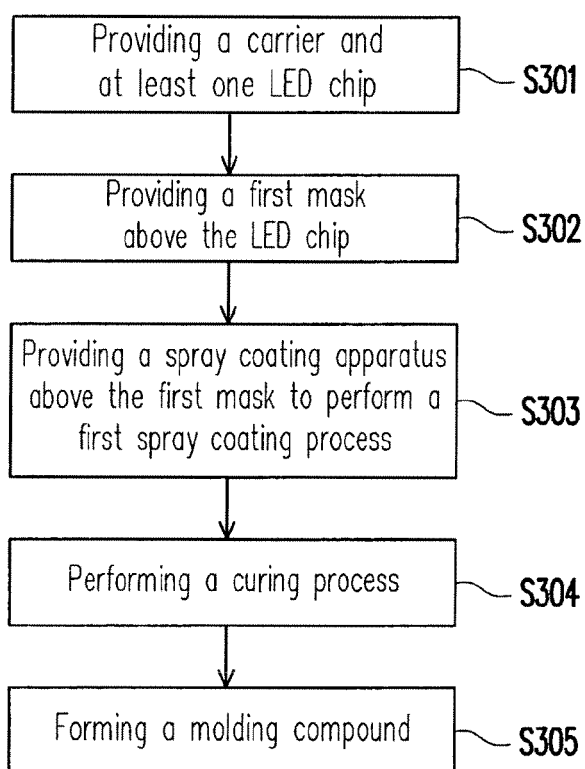 Providing a carrier and
at least one LED chip
S301
Providing a first mask
above the LED chip
S302
Providing a spray coating apparatus
above the first mask to perform a
first spray coating process
S303
Performing a curing process
S304
Forming a molding compound
S305